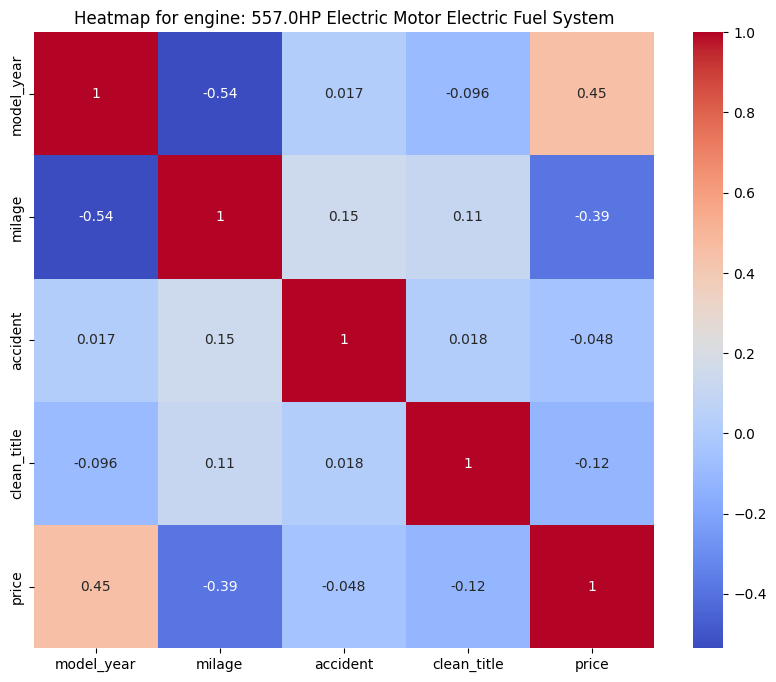 Heatmap for engine: 557.0HP Electric Motor Electric Fuel System
model_year 1 -0.54 0.017 -0.096 0.45
milage -0.54 1 0.15 0.11 -0.39
accident 0.017 0.15 1 0.018 -0.048
clean_title -0.096 0.11 0.018 1 -0.12
price 0.45 -0.39 -0.048 -0.12 1
model_year milage accident clean_title price
1.0
0.8
0.6
0.4
0.2
0.0
−0.2
−0.4